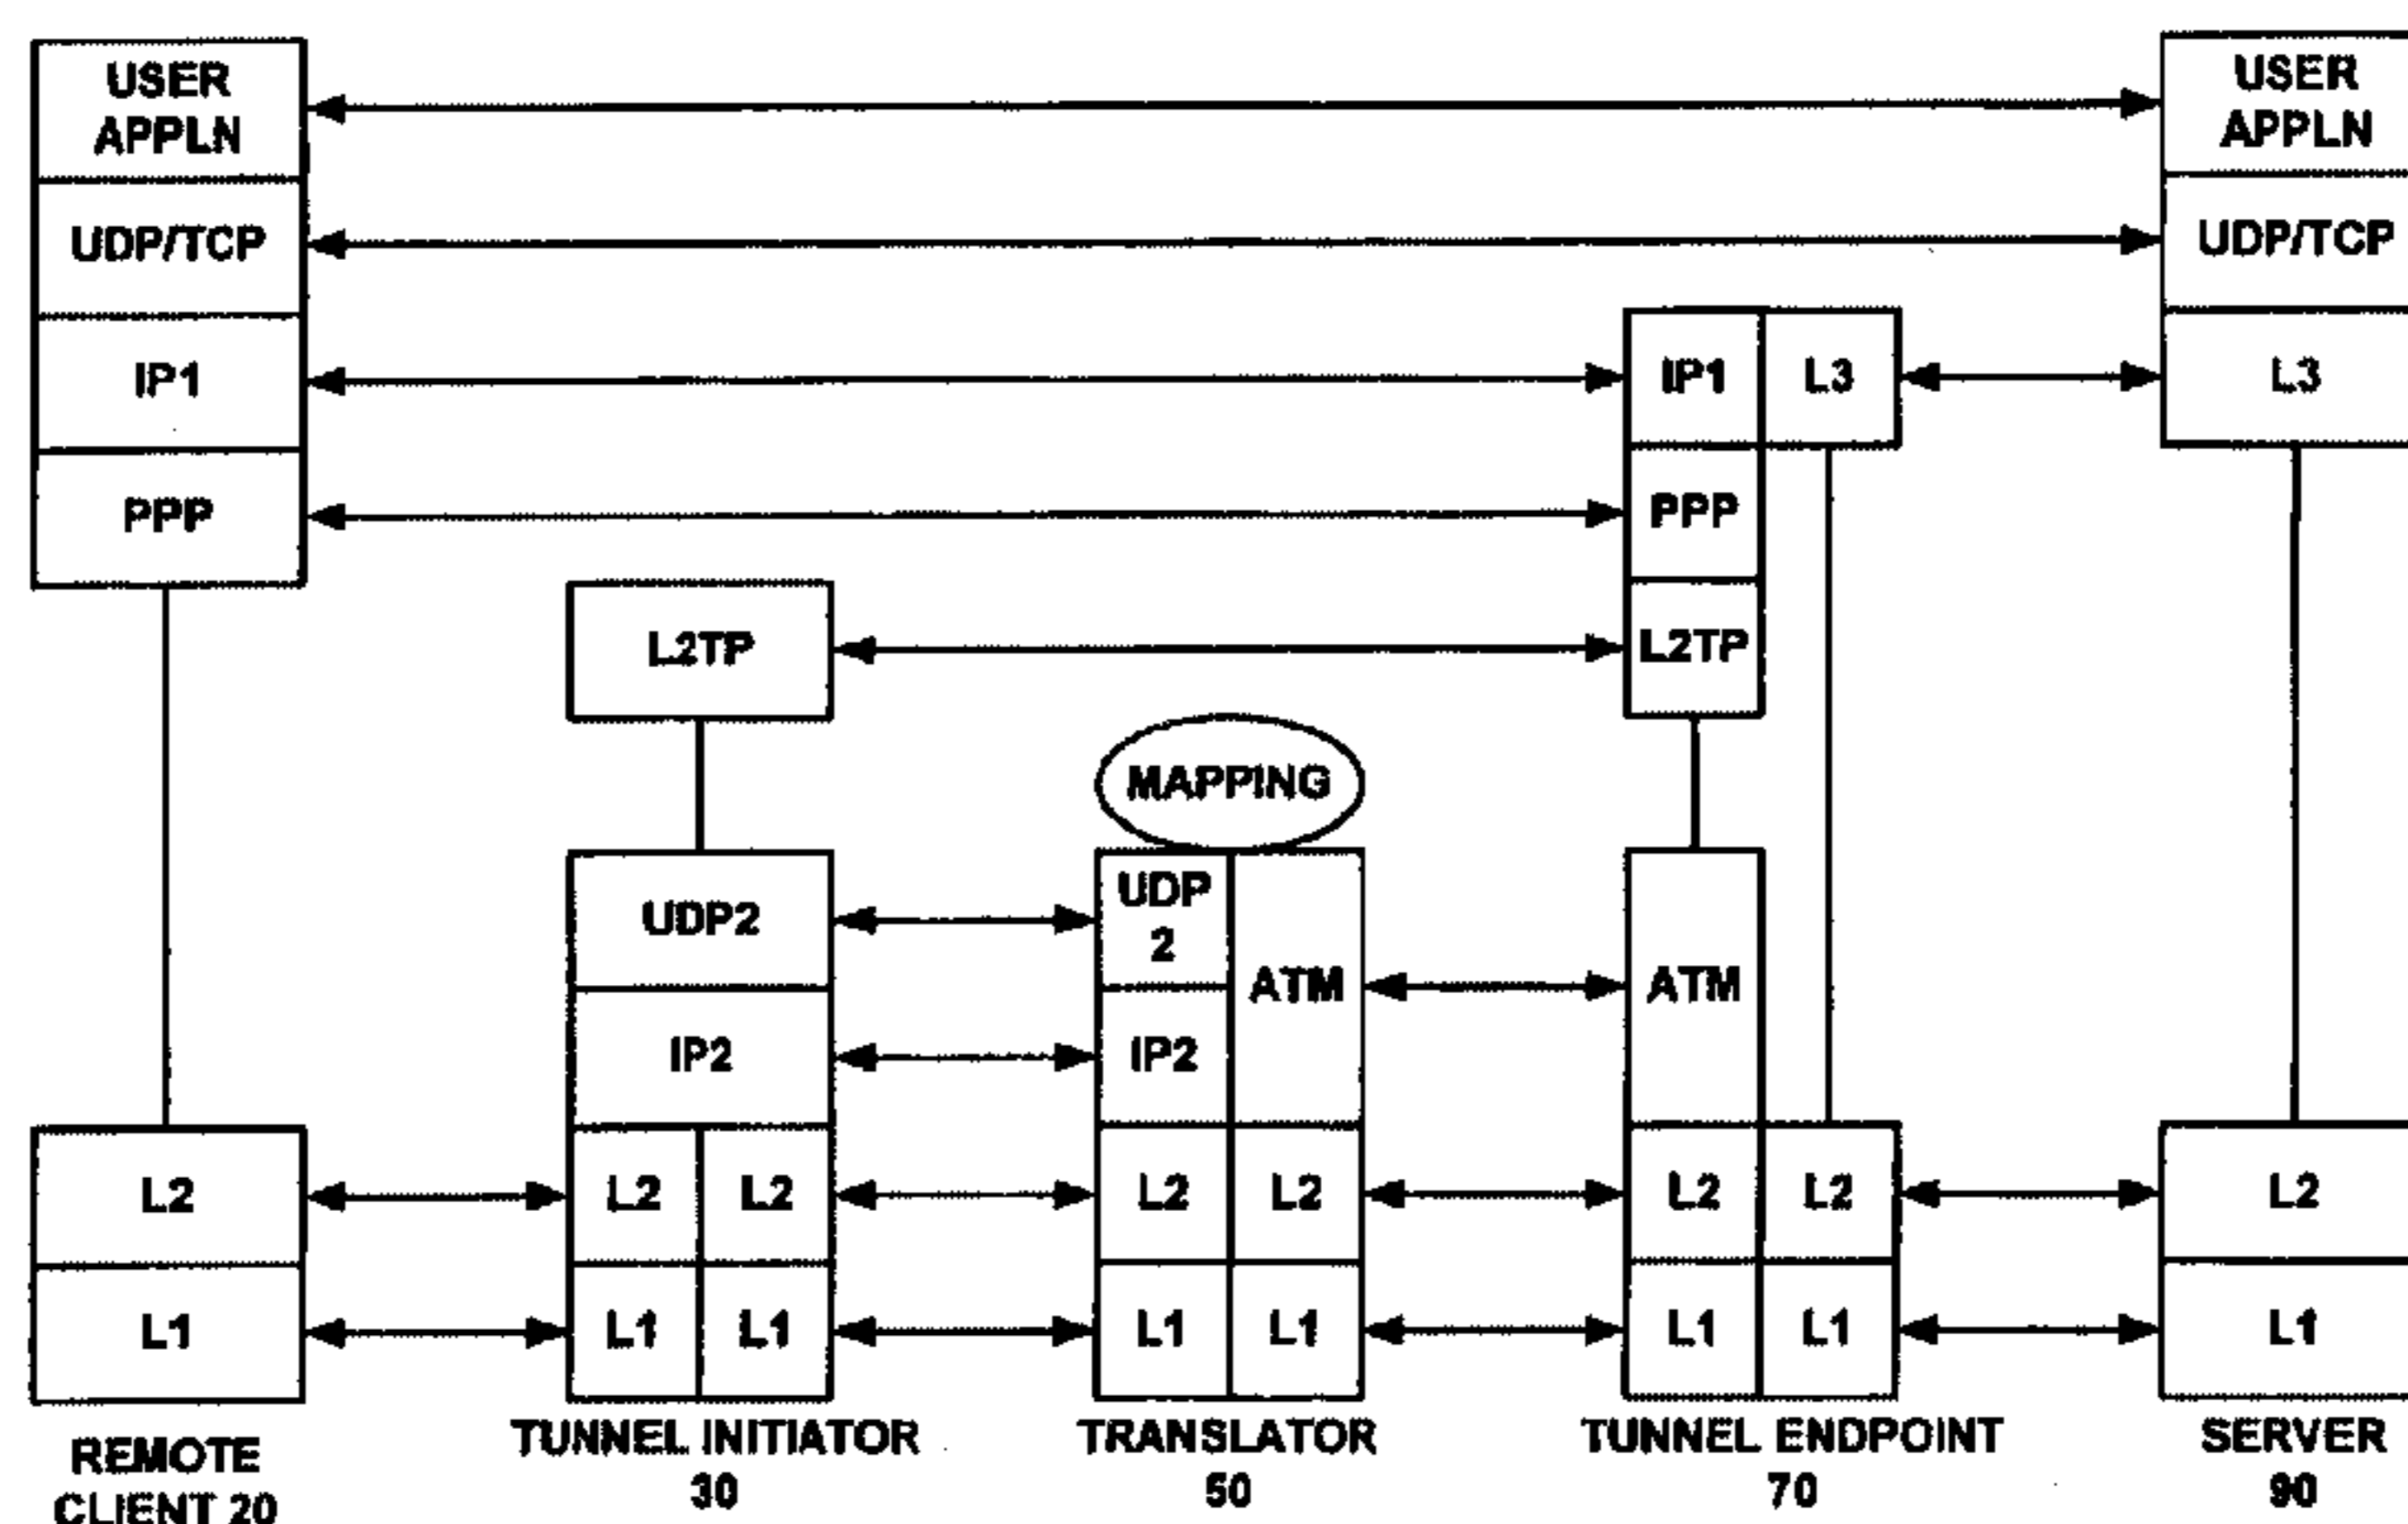 USER
APPLN
USER
APPLN
UDP/TCP
UDP/TCP
IP1
IP1
L3
L3
PPP
PPP
L2TP
L2TP
MAPPING
UDP2
UDP
2
ATM
ATM
IP2
IP2
L2
L2
L2
L2
L2
L2
L2
L2
L1
L1
L1
L1
L1
L1
L1
L1
REMOTE
CLIENT 20
TUNNEL INITIATOR
30
TRANSLATOR
50
TUNNEL ENDPOINT
70
SERVER
90